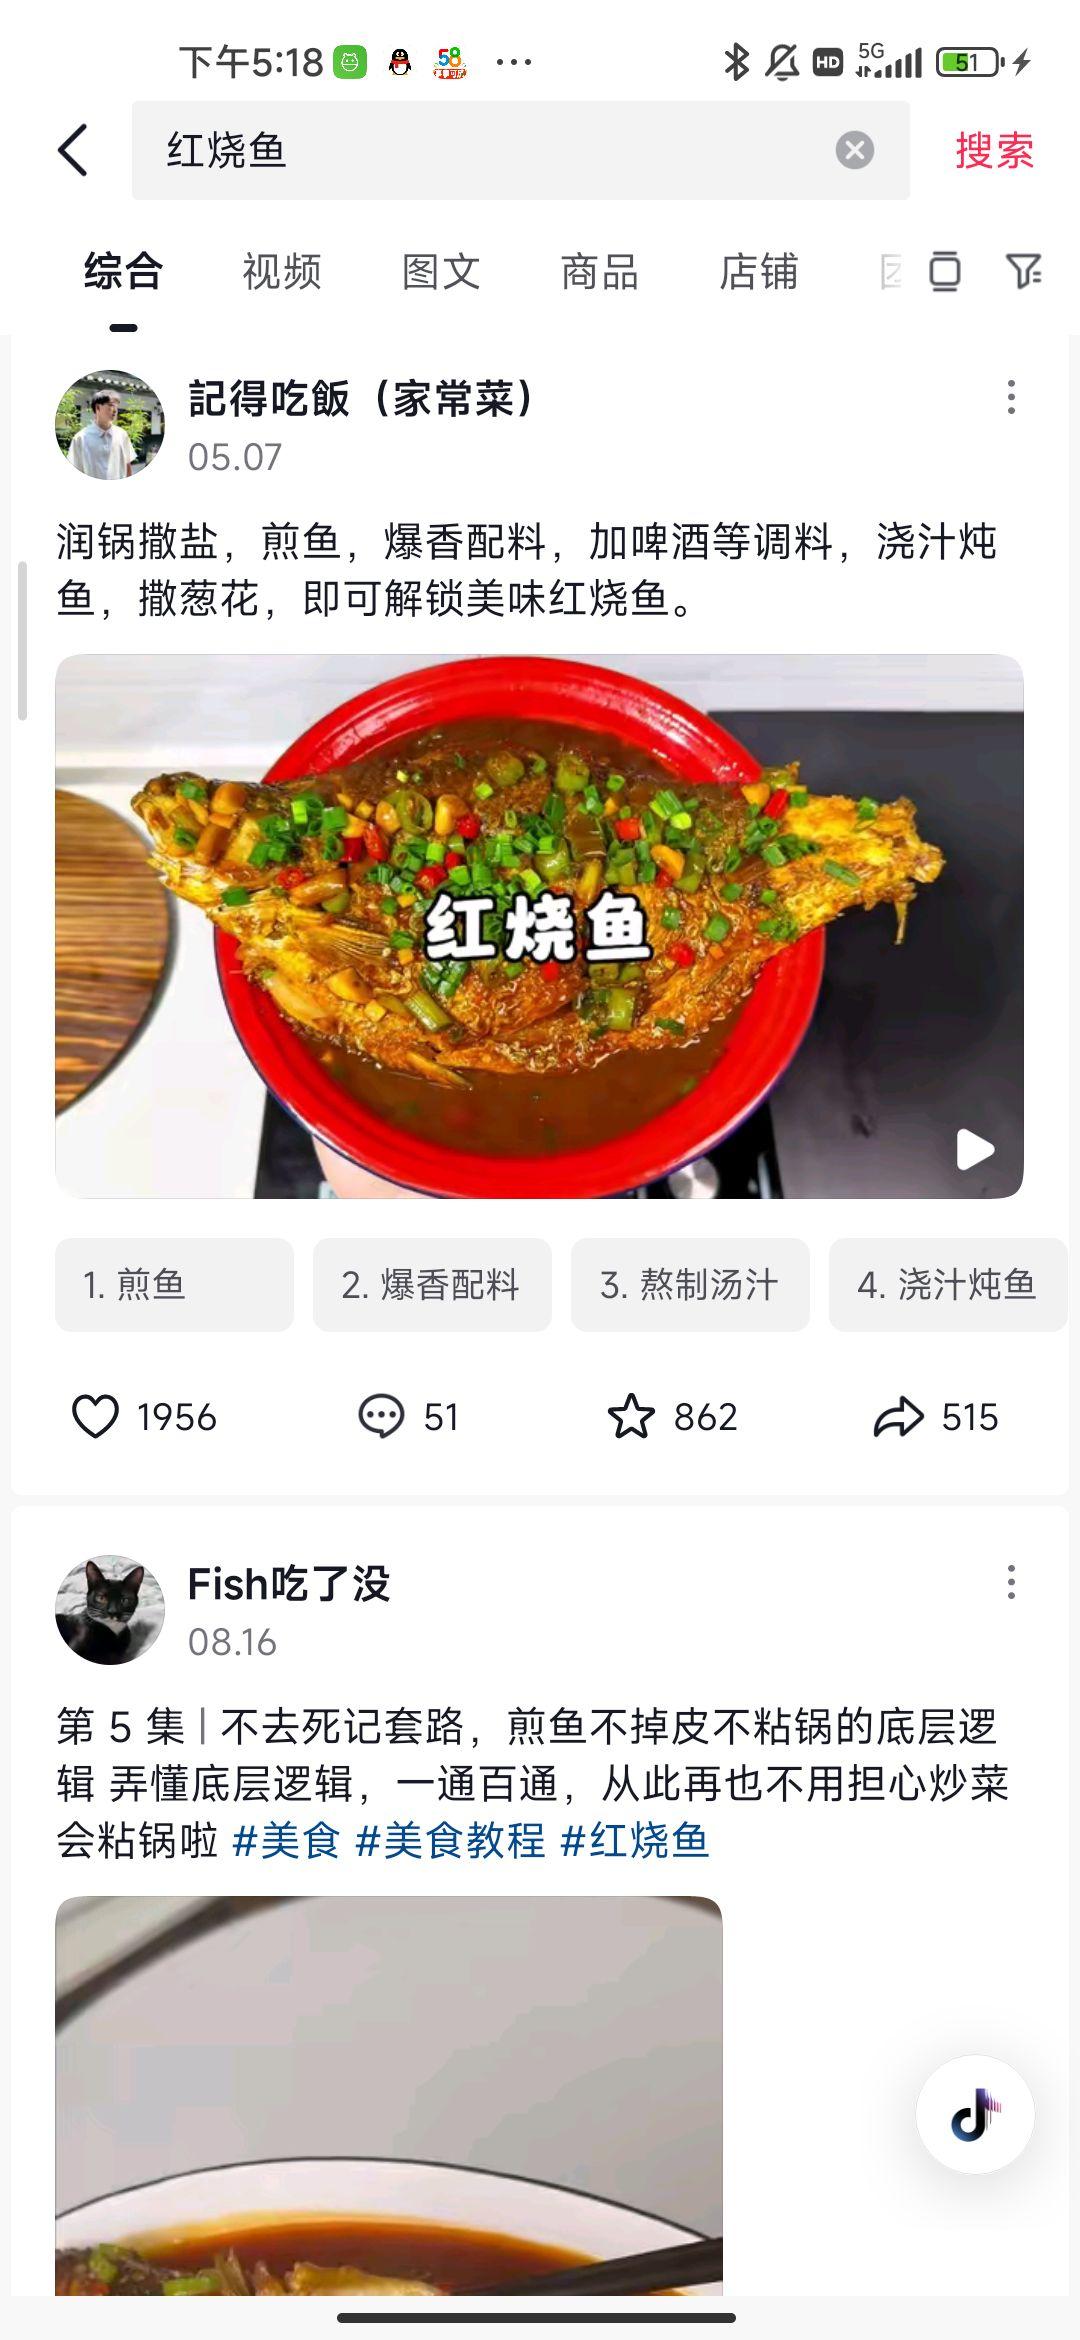 下午5:18
58
HD
5G
51
红烧鱼
搜索
综合 视频 图文 商品 店铺
記得吃飯（家常菜）
05.07
润锅撒盐，煎鱼，爆香配料，加啤酒等调料，浇汁炖
鱼，撒葱花，即可解锁美味红烧鱼。
红烧鱼
1. 煎鱼
2. 爆香配料
3. 熬制汤汁
4. 浇汁炖鱼
1956
51
862
515
Fish吃了没
08.16
第 5 集 | 不去死记套路，煎鱼不掉皮不粘锅的底层逻
辑 弄懂底层逻辑，一通百通，从此再也不用担心炒菜
会粘锅啦 #美食 #美食教程 #红烧鱼